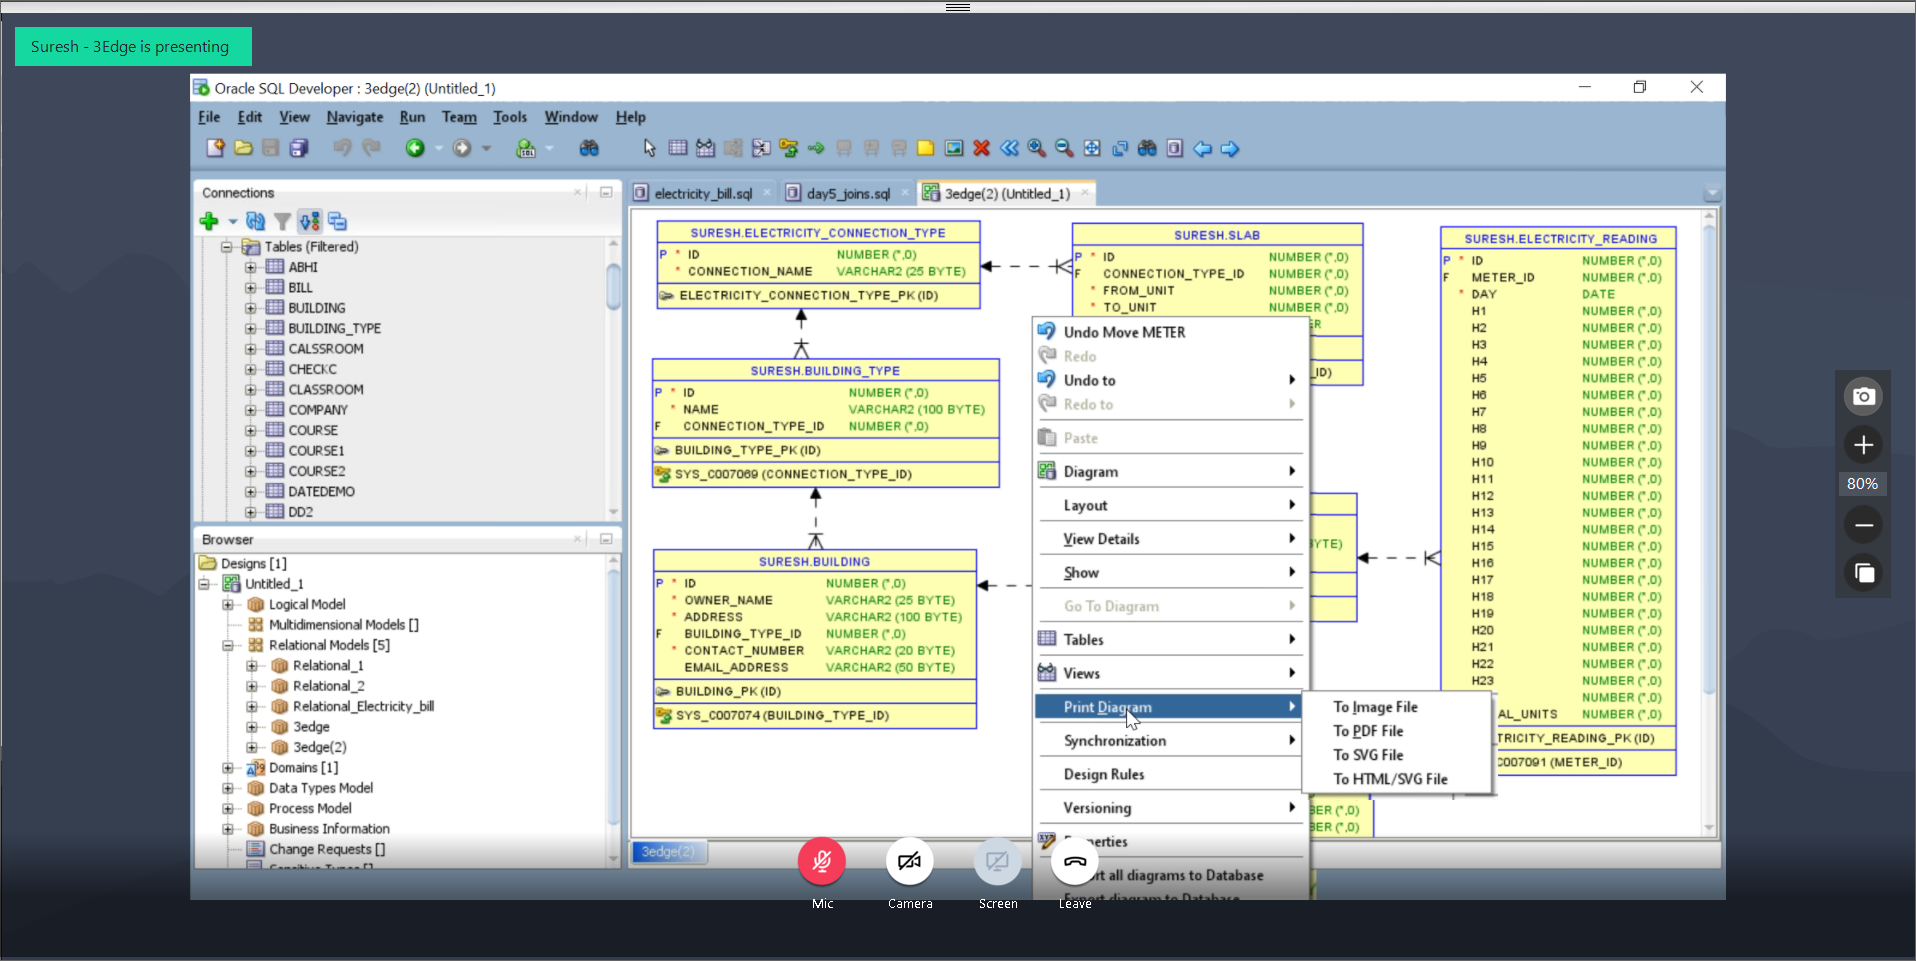 Suresh - 3Edge is presenting
Oracle SQL Developer : 3edge(2) (Untitled_1)
File Edit View Navigate Run Team Tools Window Help
Connections
Tables (Filtered)
ABHI
BILL
BUILDING
BUILDING_TYPE
CALSSROOM
CHECKC
CLASSROOM
COMPANY
COURSE
COURSE1
COURSE2
DATEDEMO
DD2
Browser
Designs [1]
Untitled_1
Logical Model
Multidimensional Models []
Relational Models [5]
Relational_1
Relational_2
Relational_Electricity_bill
3edge
3edge(2)
Domains [1]
Data Types Model
Process Model
Business Information
Change Requests []
electricity_bill.sql
day5_joins.sql
3edge(2) (Untitled_1)
SURESH.ELECTRICITY_CONNECTION_TYPE
P * ID NUMBER (*,0)
* CONNECTION_NAME VARCHAR2 (25 BYTE)
ELECTRICITY_CONNECTION_TYPE_PK (ID)
SURESH.BUILDING_TYPE
P * ID NUMBER (*,0)
* NAME VARCHAR2 (100 BYTE)
F CONNECTION_TYPE_ID NUMBER (*,0)
BUILDING_TYPE_PK (ID)
SYS_C007069 (CONNECTION_TYPE_ID)
SURESH.BUILDING
P * ID NUMBER (*,0)
* OWNER_NAME VARCHAR2 (25 BYTE)
* ADDRESS VARCHAR2 (100 BYTE)
F BUILDING_TYPE_ID NUMBER (*,0)
* CONTACT_NUMBER VARCHAR2 (20 BYTE)
EMAIL_ADDRESS VARCHAR2 (50 BYTE)
BUILDING_PK (ID)
SYS_C007074 (BUILDING_TYPE_ID)
SURESH.SLAB
P * ID NUMBER (*,0)
F CONNECTION_TYPE_ID NUMBER (*,0)
* FROM_UNIT NUMBER (*,0)
* TO_UNIT NUMBER (*,0)
ER
_ID)
YTE)
BER (*,0)
BER (*,0)
SURESH.ELECTRICITY_READING
P * ID NUMBER (*,0)
F METER_ID NUMBER (*,0)
* DAY DATE
H1 NUMBER (*,0)
H2 NUMBER (*,0)
H3 NUMBER (*,0)
H4 NUMBER (*,0)
H5 NUMBER (*,0)
H6 NUMBER (*,0)
H7 NUMBER (*,0)
H8 NUMBER (*,0)
H9 NUMBER (*,0)
H10 NUMBER (*,0)
H11 NUMBER (*,0)
H12 NUMBER (*,0)
H13 NUMBER (*,0)
H14 NUMBER (*,0)
H15 NUMBER (*,0)
H16 NUMBER (*,0)
H17 NUMBER (*,0)
H18 NUMBER (*,0)
H19 NUMBER (*,0)
H20 NUMBER (*,0)
H21 NUMBER (*,0)
H22 NUMBER (*,0)
H23 NUMBER (*,0)
NUMBER (*,0)
AL_UNITS NUMBER (*,0)
TRICITY_READING_PK (ID)
C007091 (METER_ID)
Undo Move METER
Redo
Undo to
Redo to
Paste
Diagram
Layout
View Details
Show
Go To Diagram
Tables
Views
Print Diagram
Synchronization
Design Rules
Versioning
erties
rt all diagrams to Database
Export diagram to Database
To Image File
To PDF File
To SVG File
To HTML/SVG File
3edge(2)
80%
Mic
Camera
Screen
Leave